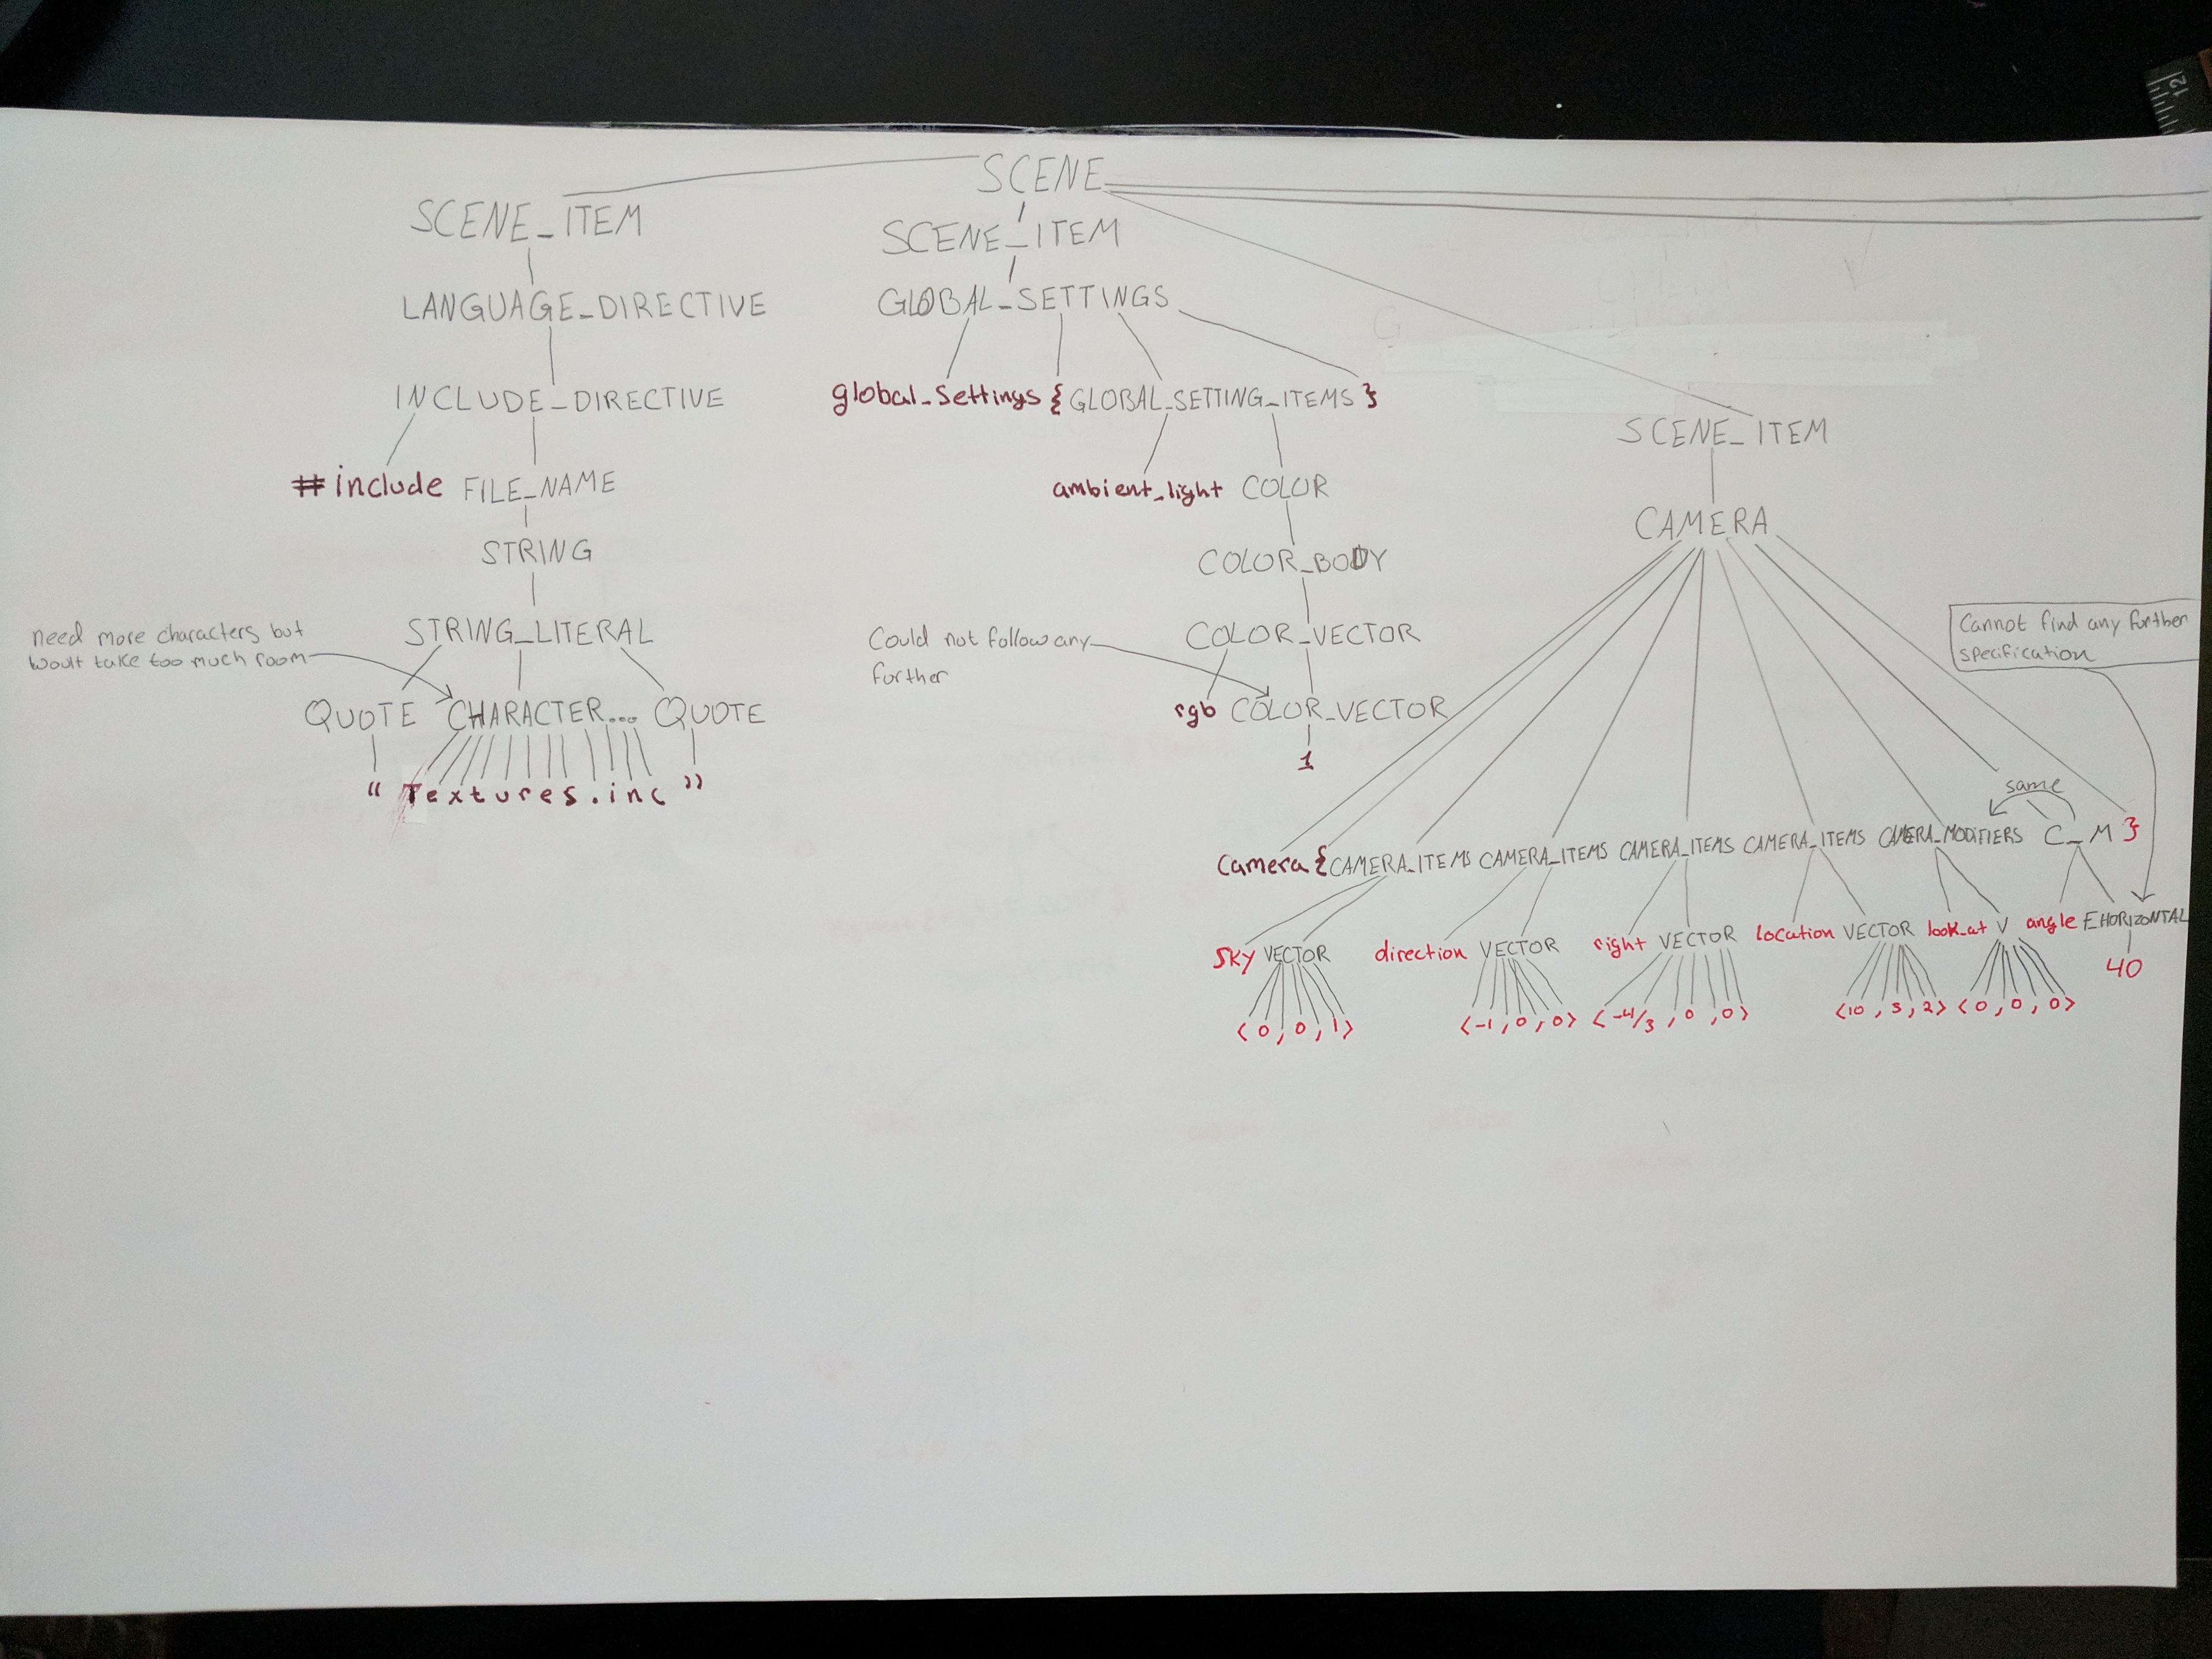 12
SCENE
SCENE_ITEM
SCENE_ITEM
LANGUAGE_DIRECTIVE
GLOBAL_SETTINGS
INCLUDE_DIRECTIVE
global_Settings { GLOBAL_SETTING_ITEMS }
SCENE_ITEM
#include FILE_NAME
ambient_light COLOR
CAMERA
STRING
COLOR_BODY
need more characters but
woult take too much room
STRING_LITERAL
Could not follow any
further
COLOR_VECTOR
Cannot find any further
specification
QUOTE CHARACTER... QUOTE
rgb COLOR_VECTOR
1
“ Textures.inc ”
same
Camera { CAMERA_ITEMS CAMERA_ITEMS CAMERA_ITEMS CAMERA_ITEMS CAMERA_MODIFIERS C_M }
SKY VECTOR direction VECTOR right VECTOR location VECTOR look_at V angle EHORIZONTAL
40
< 0 , 0 , 1 > < -1 , 0 , 0 > < -4/3 , 0 , 0 > < 10 , 3 , 2 > < 0 , 0 , 0 >